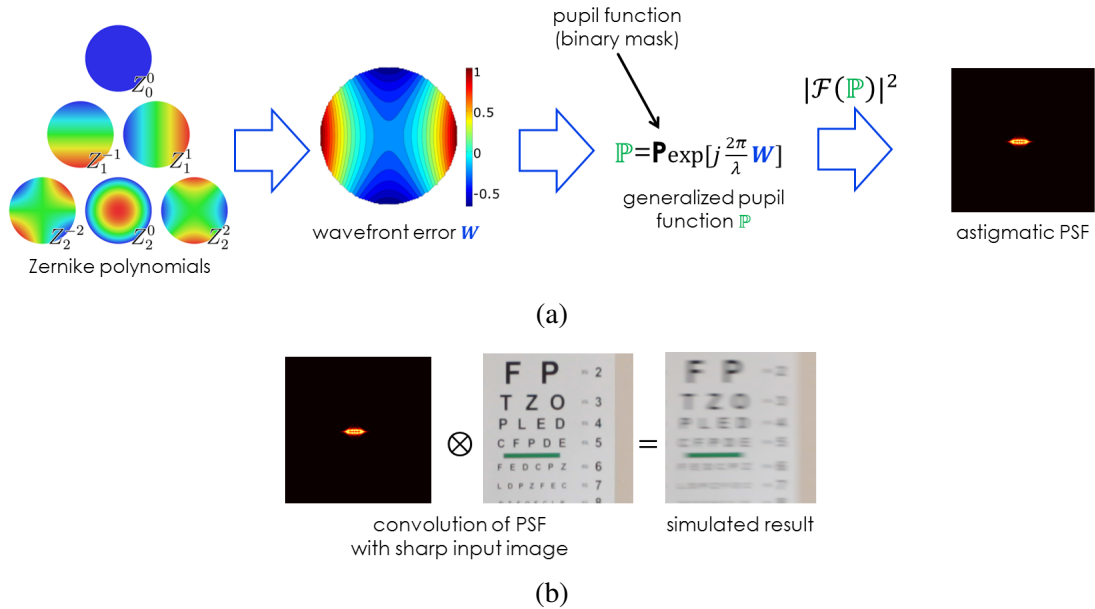 pupil function
(binary mask)
Z_0^0
Z_1^{-1}
Z_1^1
Z_2^{-2}
Z_2^0
Z_2^2
Zernike polynomials
1
0.5
0
-0.5
wavefront error W
ℙ=P exp[j 2π/λ W]
generalized pupil
function ℙ
|ℱ(ℙ)|²
astigmatic PSF
(a)
⊗
F P 2
T Z O 3
P L E D 4
C F P D E 5
F E D C P Z 6
L D P Z F E C 7
8
=
F P
T Z O
P L E D
C F P D E
convolution of PSF
with sharp input image
simulated result
(b)